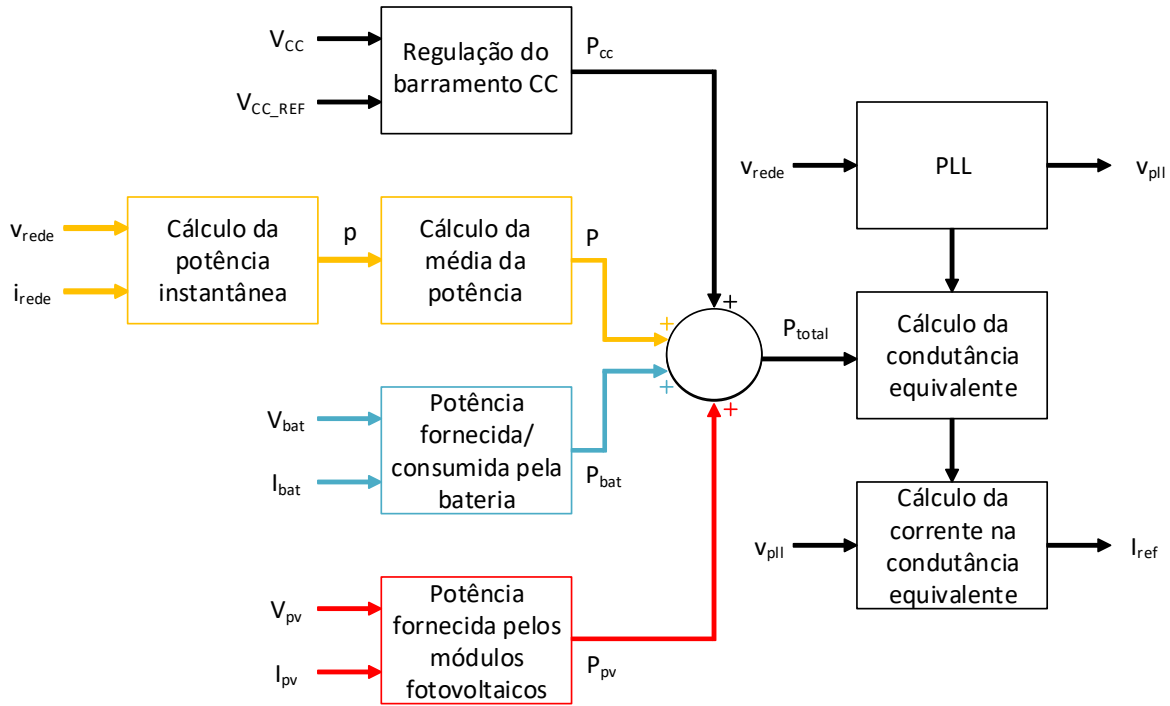 V_CC
V_CC_REF
Regulação do
barramento CC
P_cc
v_rede
i_rede
Cálculo da
potência
instantânea
p
Cálculo da
média da
potência
P
V_bat
I_bat
Potência
fornecida/
consumida pela
bateria
P_bat
V_pv
I_pv
Potência
fornecida pelos
módulos
fotovoltaicos
P_pv
+
+
+
+
P_total
v_rede
PLL
v_pll
Cálculo da
condutância
equivalente
v_pll
Cálculo da
corrente na
condutância
equivalente
I_ref